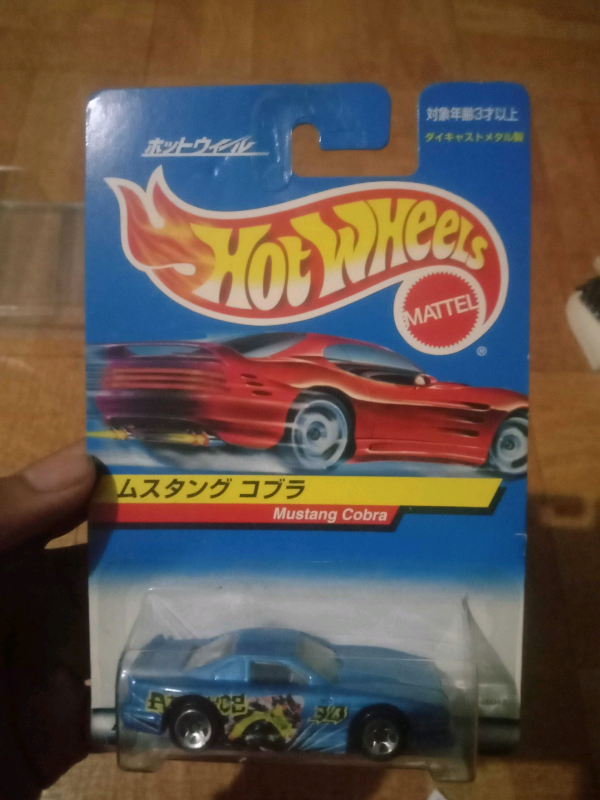 対象年齢3才以上
ダイキャストメタル製
ホットウィール
HOT WHEELS
MATTEL
®
ムスタング コブラ
Mustang Cobra